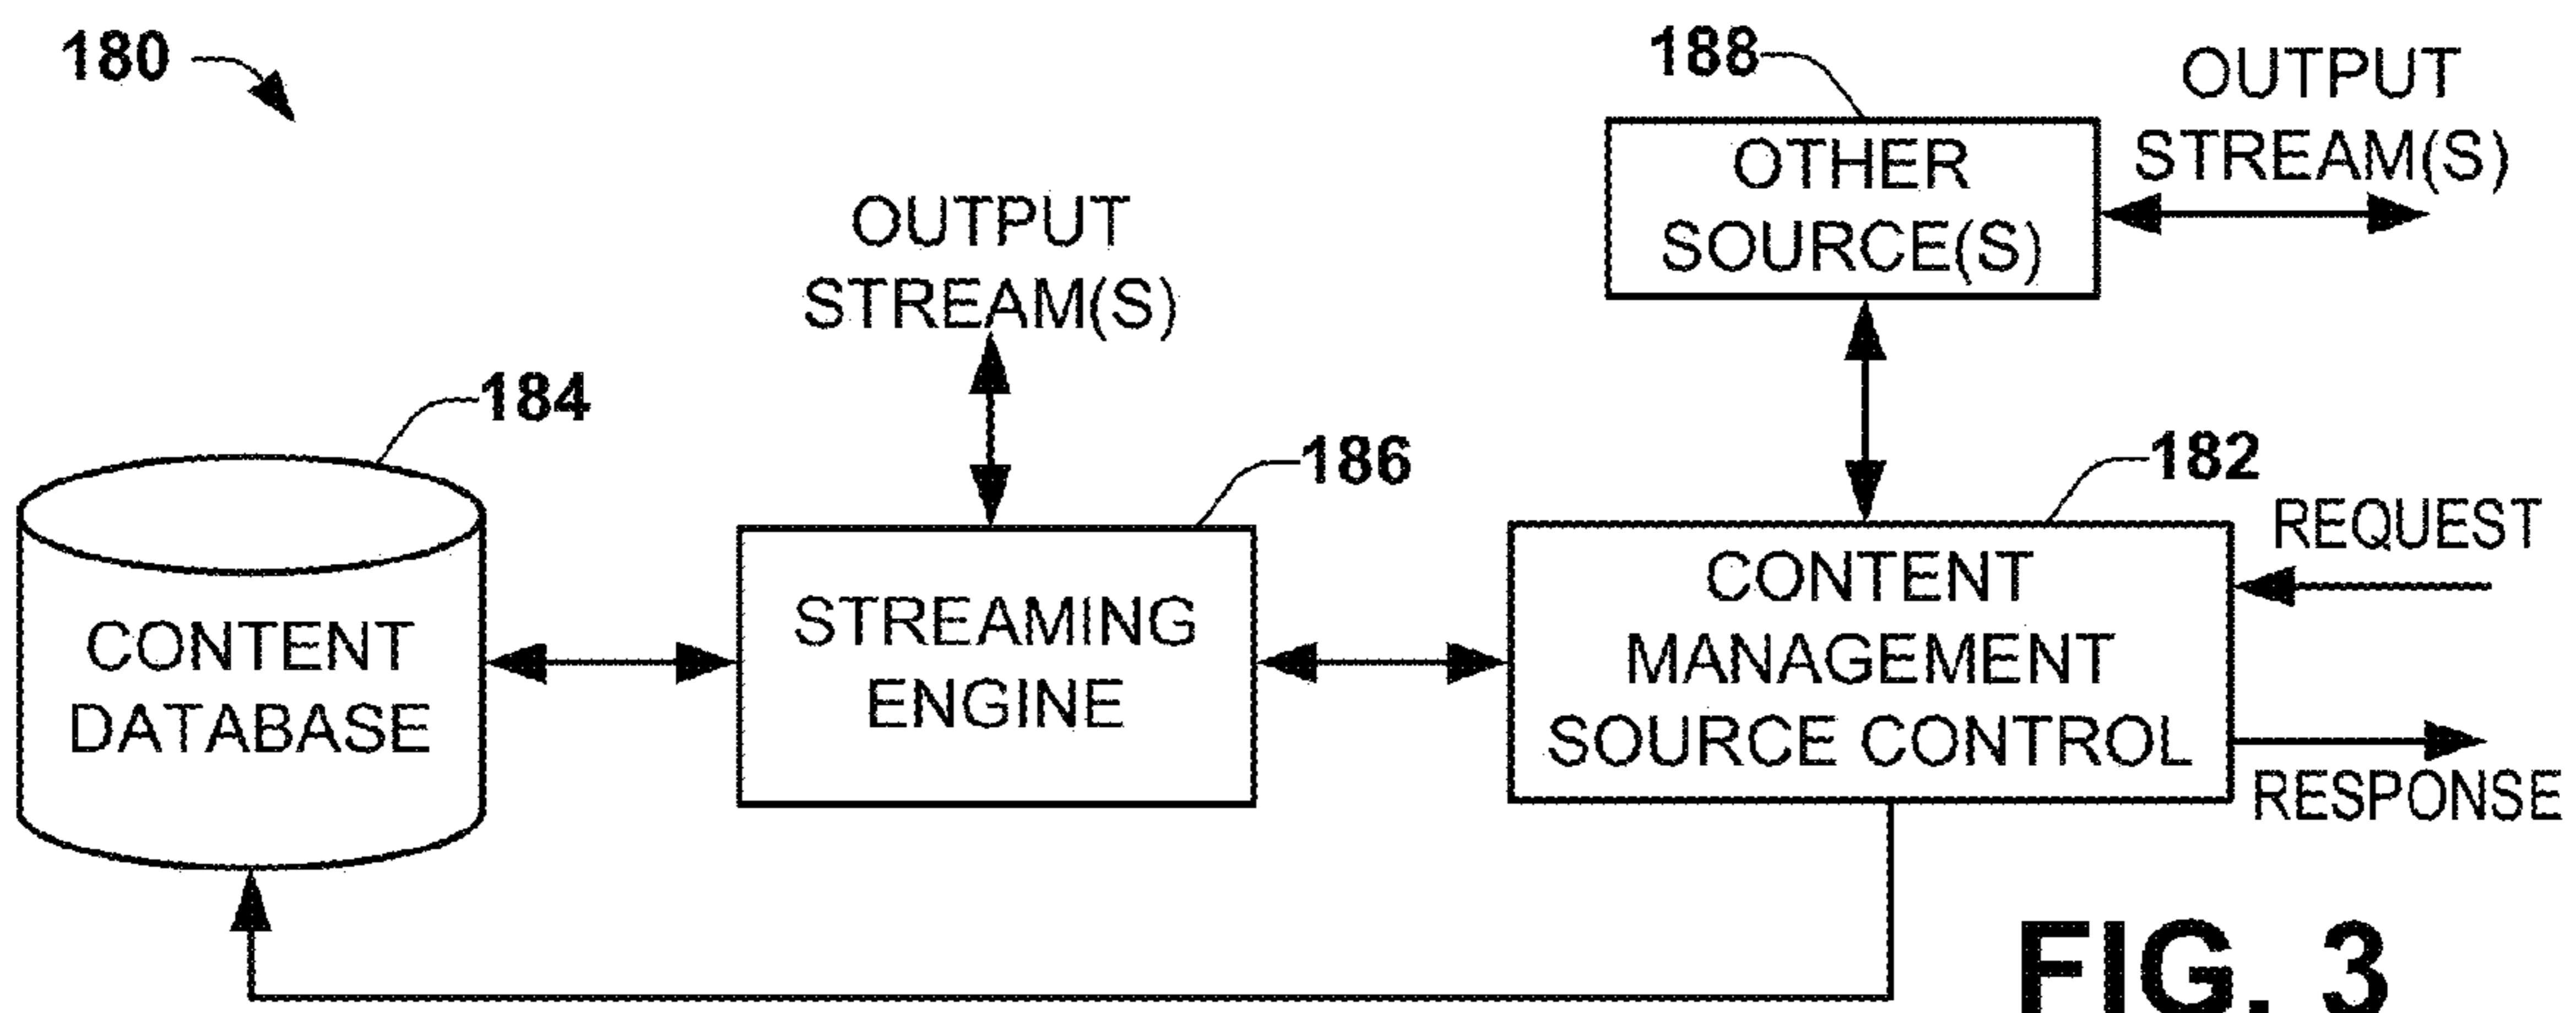 180
188
OUTPUT
STREAM(S)
OTHER
SOURCE(S)
OUTPUT
STREAM(S)
184
186
182
REQUEST
CONTENT
MANAGEMENT
SOURCE CONTROL
STREAMING
ENGINE
CONTENT
DATABASE
RESPONSE
FIG. 3